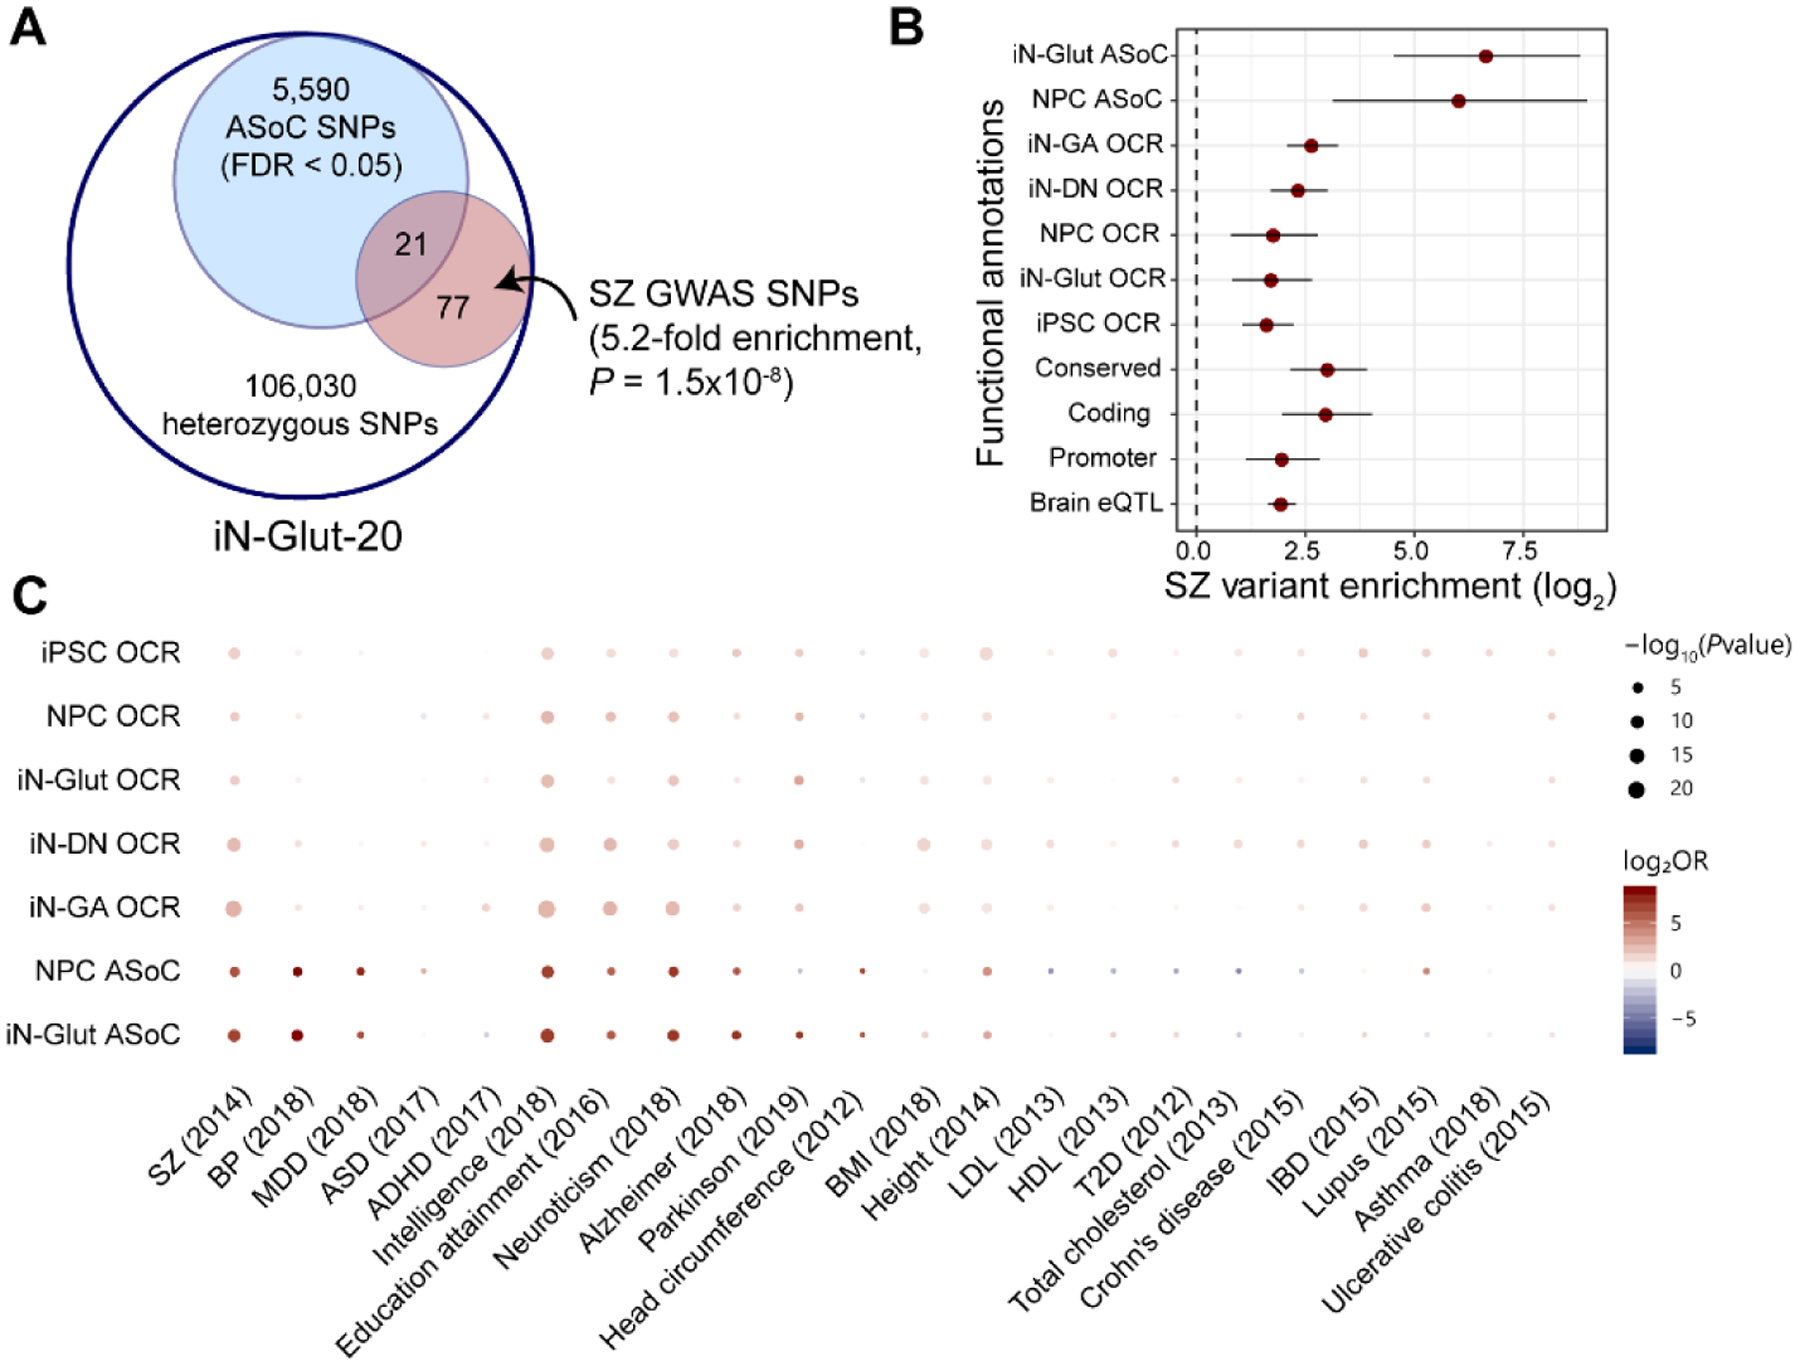 A
5,590
ASoC SNPs
(FDR < 0.05)
21
77
SZ GWAS SNPs
(5.2-fold enrichment,
P = 1.5x10⁻⁸)
106,030
heterozygous SNPs
iN-Glut-20
B
Functional annotations
iN-Glut ASoC
NPC ASoC
iN-GA OCR
iN-DN OCR
NPC OCR
iN-Glut OCR
iPSC OCR
Conserved
Coding
Promoter
Brain eQTL
0.0 2.5 5.0 7.5
SZ variant enrichment (log₂)
C
iPSC OCR
NPC OCR
iN-Glut OCR
iN-DN OCR
iN-GA OCR
NPC ASoC
iN-Glut ASoC
SZ (2014)
BP (2018)
MDD (2018)
ASD (2017)
ADHD (2017)
Intelligence (2018)
Education attainment (2016)
Neuroticism (2018)
Alzheimer (2018)
Parkinson (2019)
Head circumference (2012)
BMI (2018)
Height (2014)
LDL (2013)
HDL (2013)
T2D (2012)
Total cholesterol (2013)
Crohn's disease (2015)
IBD (2015)
Lupus (2015)
Asthma (2018)
Ulcerative colitis (2015)
−log₁₀(Pvalue)
5
10
15
20
log₂OR
5
0
−5